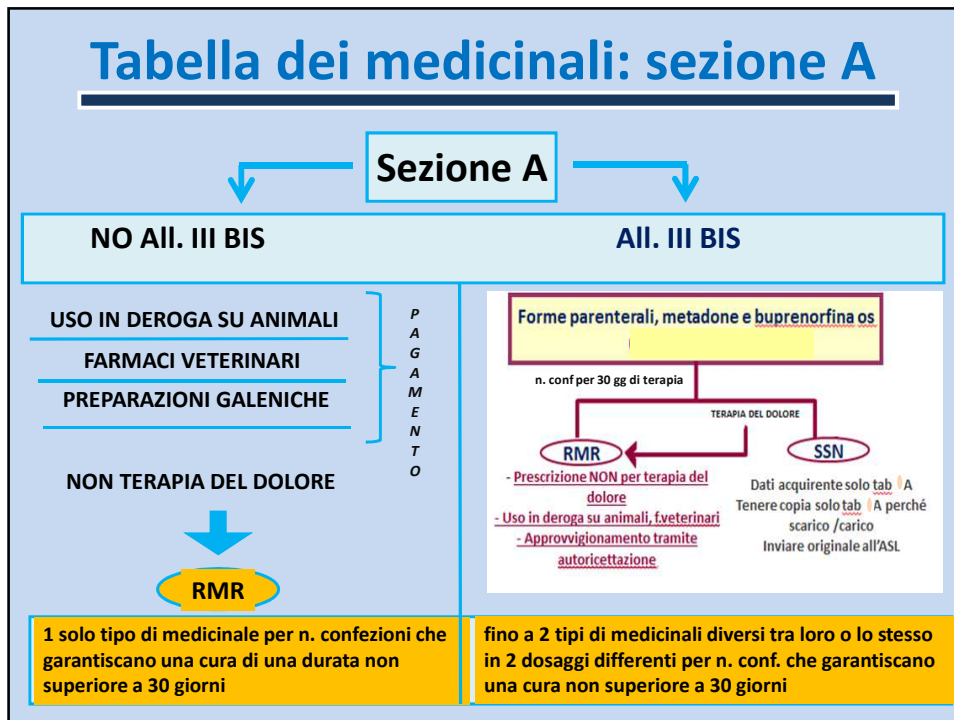 Tabella dei medicinali: sezione A
Sezione A
NO All. III BIS
All. III BIS
USO IN DEROGA SU ANIMALI
FARMACI VETERINARI
PREPARAZIONI GALENICHE
P
A
G
A
M
E
N
T
O
NON TERAPIA DEL DOLORE
RMR
1 solo tipo di medicinale per n. confezioni che
garantiscano una cura di una durata non
superiore a 30 giorni
Forme parenterali, metadone e buprenorfina os
(
n. conf per 30 gg di terapia
TERAPIA DEL DOLORE
RMR
- Prescrizione NON per terapia del
dolore
- Uso in deroga su animali, f.veterinari
- Approvvigionamento tramite
autoricettazione
SSN
Dati acquirente solo tab A
Tenere copia solo tab A perché
scarico /carico
Inviare originale all'ASL
fino a 2 tipi di medicinali diversi tra loro o lo stesso
in 2 dosaggi differenti per n. conf. che garantiscano
una cura non superiore a 30 giorni